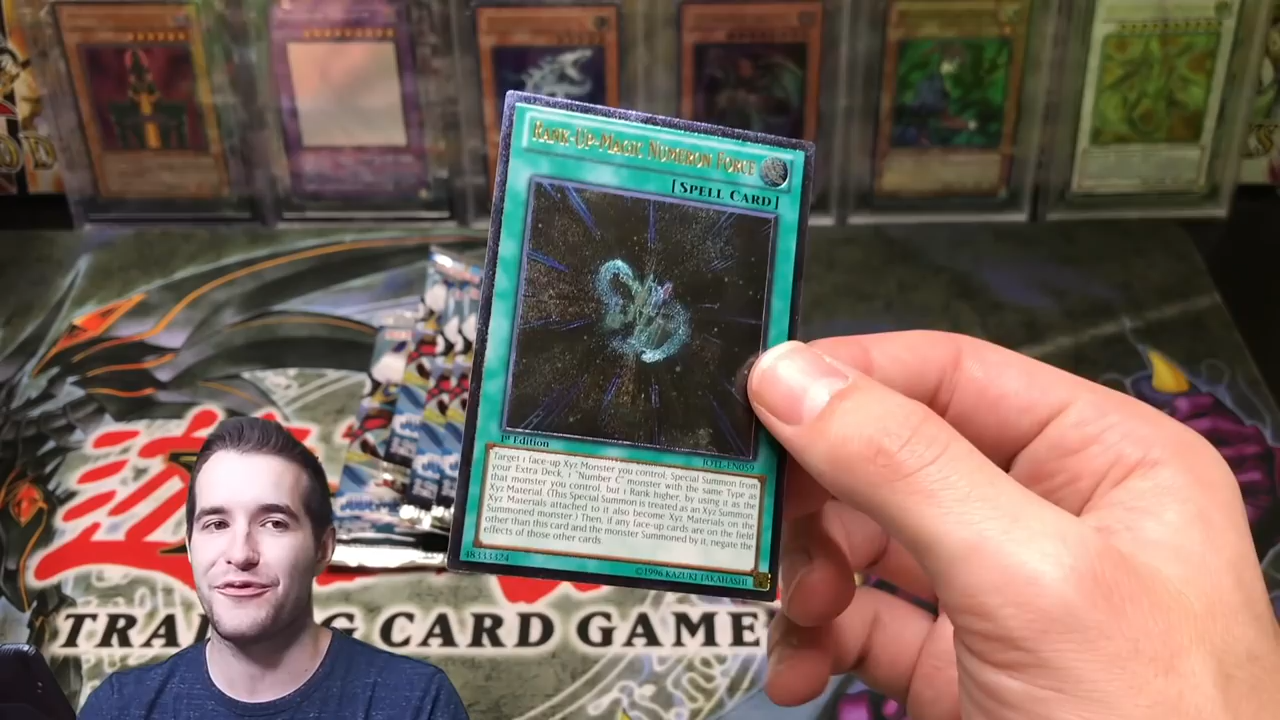 RANK-UP-MAGIC NUMERON FORCE
[SPELL CARD]
1st Edition
JOTL-EN059
Target 1 face-up Xyz Monster you control; Special Summon from
your Extra Deck, 1 "Number C" monster with the same Type as
that monster you control, but 1 Rank higher, by using it as the
Xyz Material. (This Special Summon is treated as an Xyz Summon.
Xyz Materials attached to it also become Xyz Materials on the
Summoned monster.) Then, if any face-up cards are on the field
other than this card and the monster Summoned by it, negate the
effects of those other cards.
48333324
©1996 KAZUKI TAKAHASHI
TRA G CARD GAME